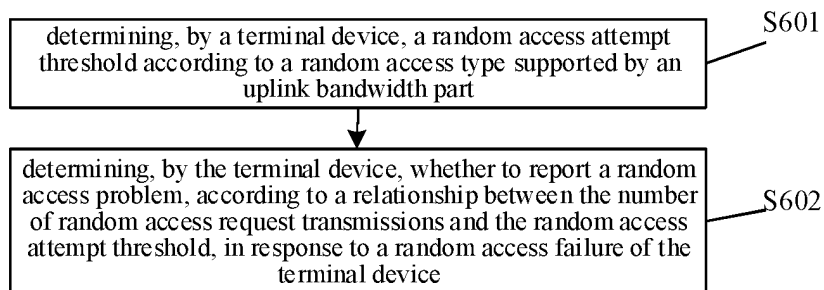 determining, by a terminal device, a random access attempt
threshold according to a random access type supported by an
uplink bandwidth part
S601
determining, by the terminal device, whether to report a random
access problem, according to a relationship between the number
of random access request transmissions and the random access
attempt threshold, in response to a random access failure of the
terminal device
S602